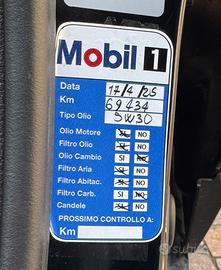 Mobil 1
Data 17/4/25
Km 69434
Tipo Olio 5W30
Olio Motore SI NO
Filtro Olio SI NO
Olio Cambio SI NO
Filtro Aria SI NO
Filtro Abitac. SI NO
Filtro Carb. SI NO
Candele SI NO
PROSSIMO CONTROLLO A:
Km
subito